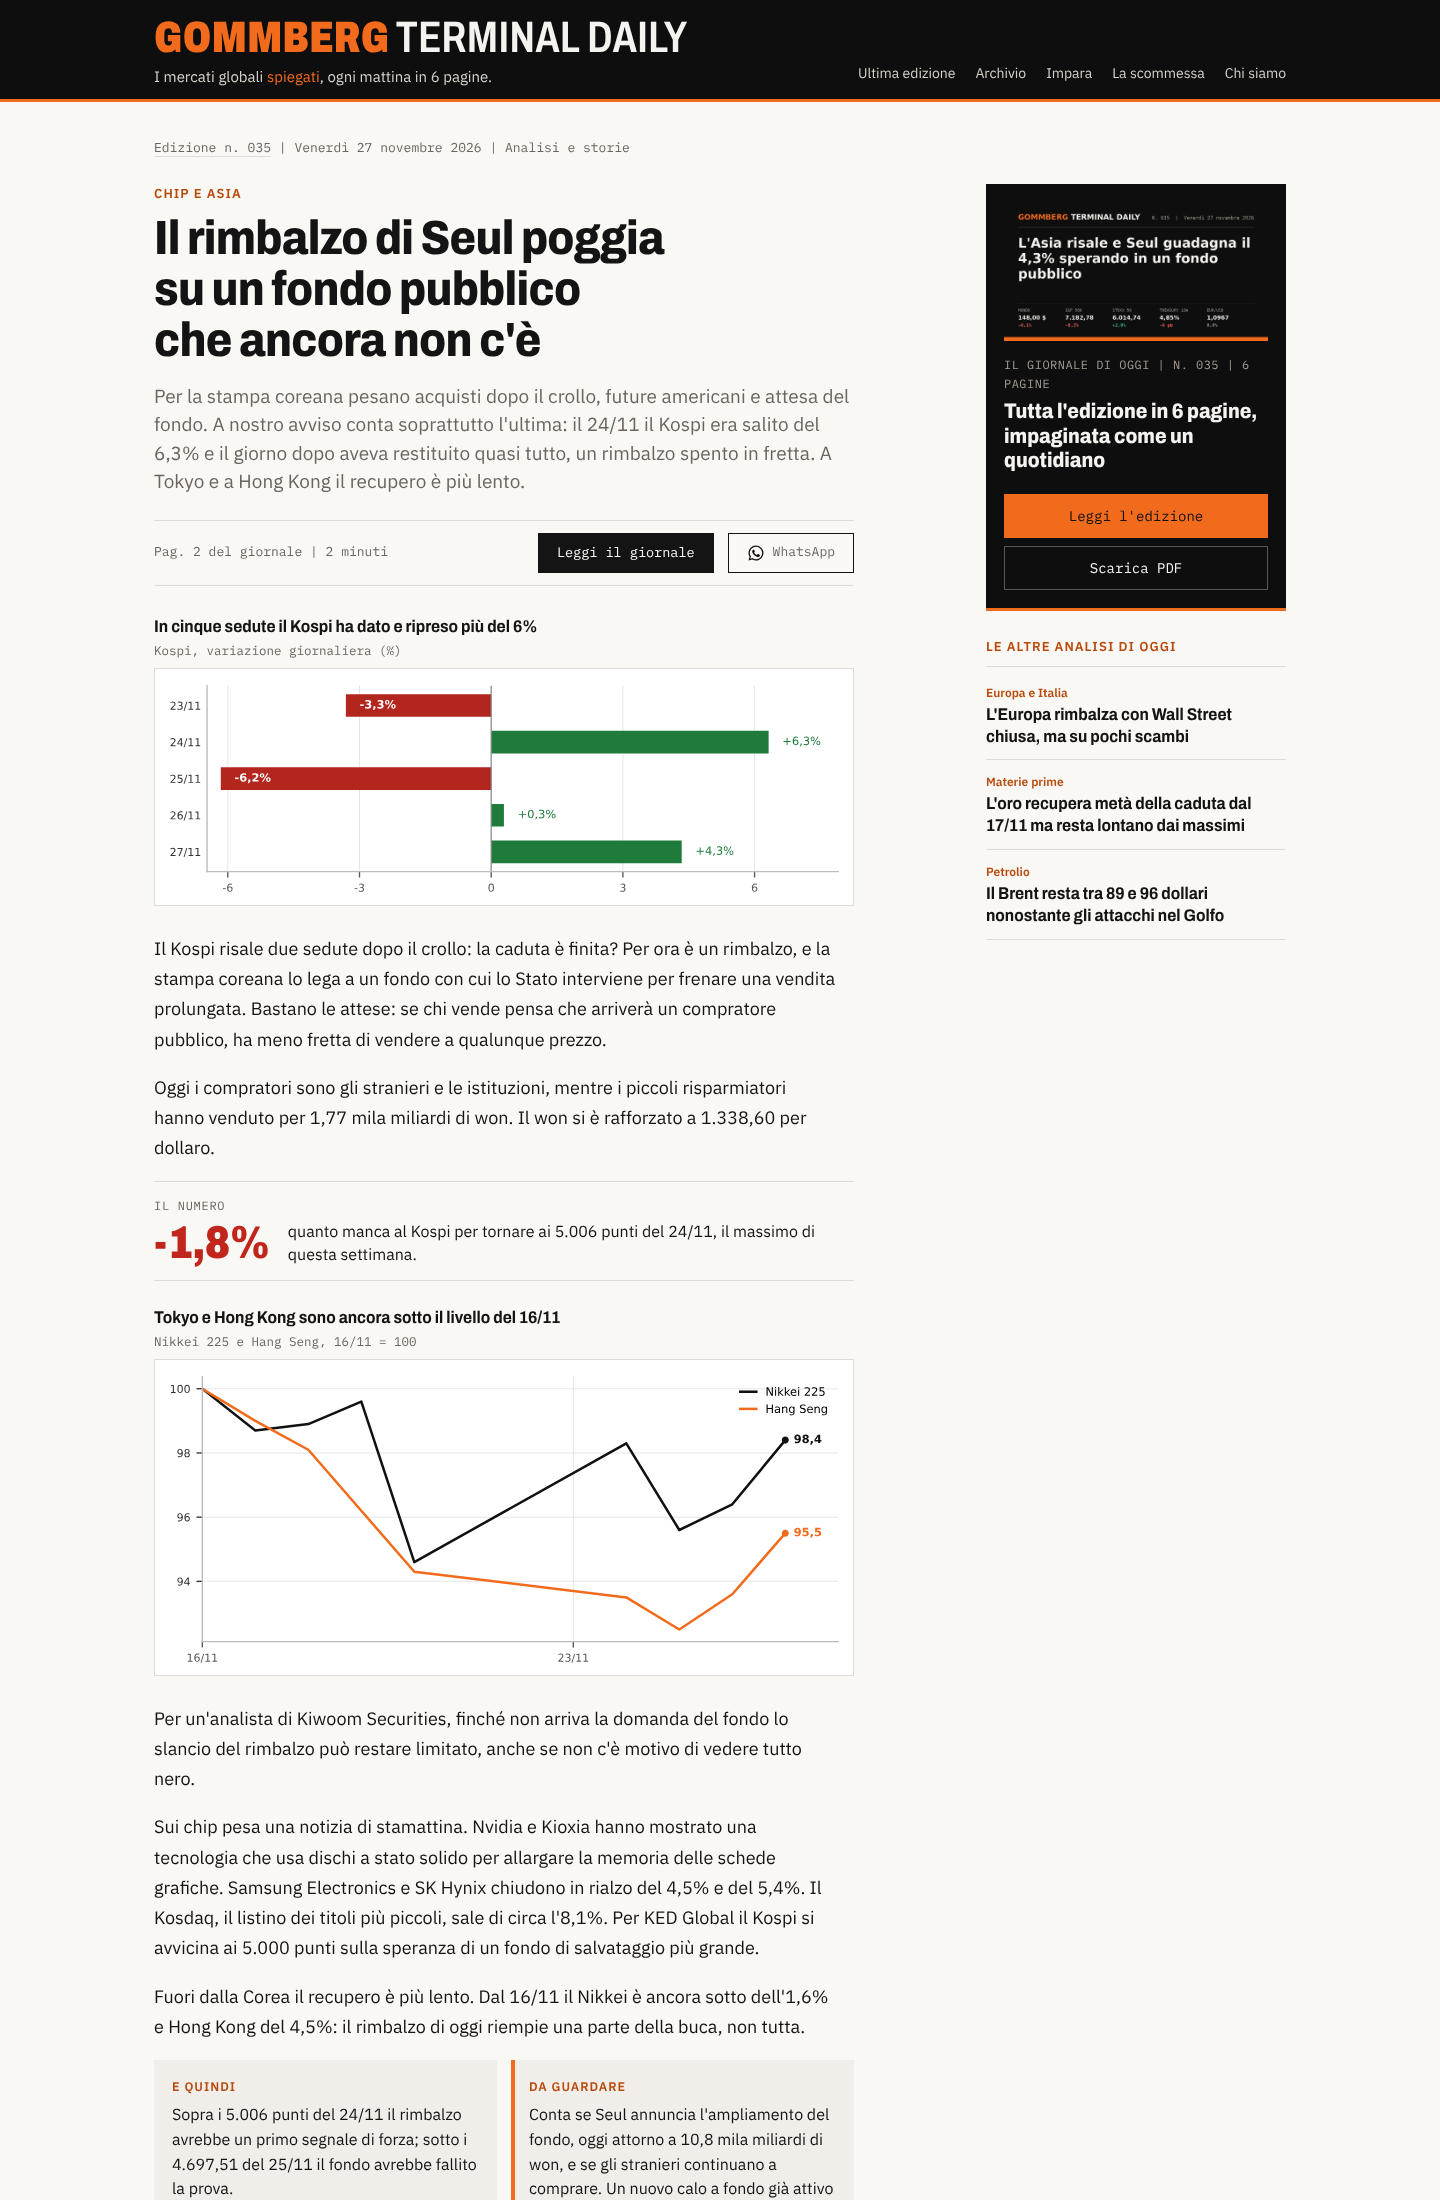 GOMMBERG TERMINAL DAILY
I mercati globali spiegati, ogni mattina in 6 pagine.
Ultima edizione Archivio Impara La scommessa Chi siamo
Edizione n. 035 | Venerdì 27 novembre 2026 | Analisi e storie
CHIP E ASIA
Il rimbalzo di Seul poggia
su un fondo pubblico
che ancora non c'è
Per la stampa coreana pesano acquisti dopo il crollo, future americani e attesa del
fondo. A nostro avviso conta soprattutto l'ultima: il 24/11 il Kospi era salito del
6,3% e il giorno dopo aveva restituito quasi tutto, un rimbalzo spento in fretta. A
Tokyo e a Hong Kong il recupero è più lento.
Pag. 2 del giornale | 2 minuti
Leggi il giornale
WhatsApp
In cinque sedute il Kospi ha dato e ripreso più del 6%
Kospi, variazione giornaliera (%)
23/11 -3,3%
24/11 +6,3%
25/11 -6,2%
26/11 +0,3%
27/11 +4,3%
-6 -3 0 3 6
Il Kospi risale due sedute dopo il crollo: la caduta è finita? Per ora è un rimbalzo, e la
stampa coreana lo lega a un fondo con cui lo Stato interviene per frenare una vendita
prolungata. Bastano le attese: se chi vende pensa che arriverà un compratore
pubblico, ha meno fretta di vendere a qualunque prezzo.
Oggi i compratori sono gli stranieri e le istituzioni, mentre i piccoli risparmiatori
hanno venduto per 1,77 mila miliardi di won. Il won si è rafforzato a 1.338,60 per
dollaro.
IL NUMERO
-1,8%
quanto manca al Kospi per tornare ai 5.006 punti del 24/11, il massimo di
questa settimana.
Tokyo e Hong Kong sono ancora sotto il livello del 16/11
Nikkei 225 e Hang Seng, 16/11 = 100
Nikkei 225
Hang Seng
100
98
96
94
98,4
95,5
16/11 23/11
Per un'analista di Kiwoom Securities, finché non arriva la domanda del fondo lo
slancio del rimbalzo può restare limitato, anche se non c'è motivo di vedere tutto
nero.
Sui chip pesa una notizia di stamattina. Nvidia e Kioxia hanno mostrato una
tecnologia che usa dischi a stato solido per allargare la memoria delle schede
grafiche. Samsung Electronics e SK Hynix chiudono in rialzo del 4,5% e del 5,4%. Il
Kosdaq, il listino dei titoli più piccoli, sale di circa l'8,1%. Per KED Global il Kospi si
avvicina ai 5.000 punti sulla speranza di un fondo di salvataggio più grande.
Fuori dalla Corea il recupero è più lento. Dal 16/11 il Nikkei è ancora sotto dell'1,6%
e Hong Kong del 4,5%: il rimbalzo di oggi riempie una parte della buca, non tutta.
E QUINDI
Sopra i 5.006 punti del 24/11 il rimbalzo
avrebbe un primo segnale di forza; sotto i
4.697,51 del 25/11 il fondo avrebbe fallito
la prova.
DA GUARDARE
Conta se Seul annuncia l'ampliamento del
fondo, oggi attorno a 10,8 mila miliardi di
won, e se gli stranieri continuano a
comprare. Un nuovo calo a fondo già attivo
GOMMBERG TERMINAL DAILY N. 035 | Venerdì 27 novembre 2026
L'Asia risale e Seul guadagna il
4,3% sperando in un fondo
pubblico
148,00 $ 7.182,78 6.014,74 4,85% 1,0967
IL GIORNALE DI OGGI | N. 035 | 6
PAGINE
Tutta l'edizione in 6 pagine,
impaginata come un
quotidiano
Leggi l'edizione
Scarica PDF
LE ALTRE ANALISI DI OGGI
Europa e Italia
L'Europa rimbalza con Wall Street
chiusa, ma su pochi scambi
Materie prime
L'oro recupera metà della caduta dal
17/11 ma resta lontano dai massimi
Petrolio
Il Brent resta tra 89 e 96 dollari
nonostante gli attacchi nel Golfo